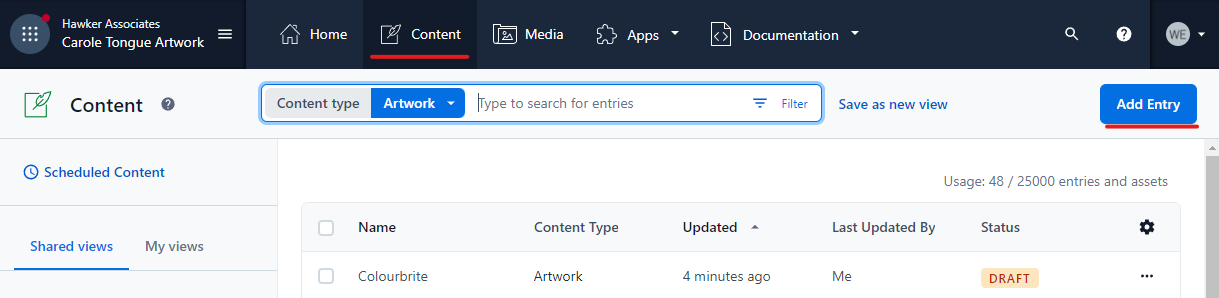 Hawker Associates
Carole Tongue Artwork
Home
Content
Media
Apps
Documentation
?
WE
Content
?
Content type
Artwork
Type to search for entries
Filter
Save as new view
Add Entry
Scheduled Content
Usage: 48 / 25000 entries and assets
Shared views
My views
Name
Content Type
Updated
Last Updated By
Status
Colourbrite
Artwork
4 minutes ago
Me
DRAFT